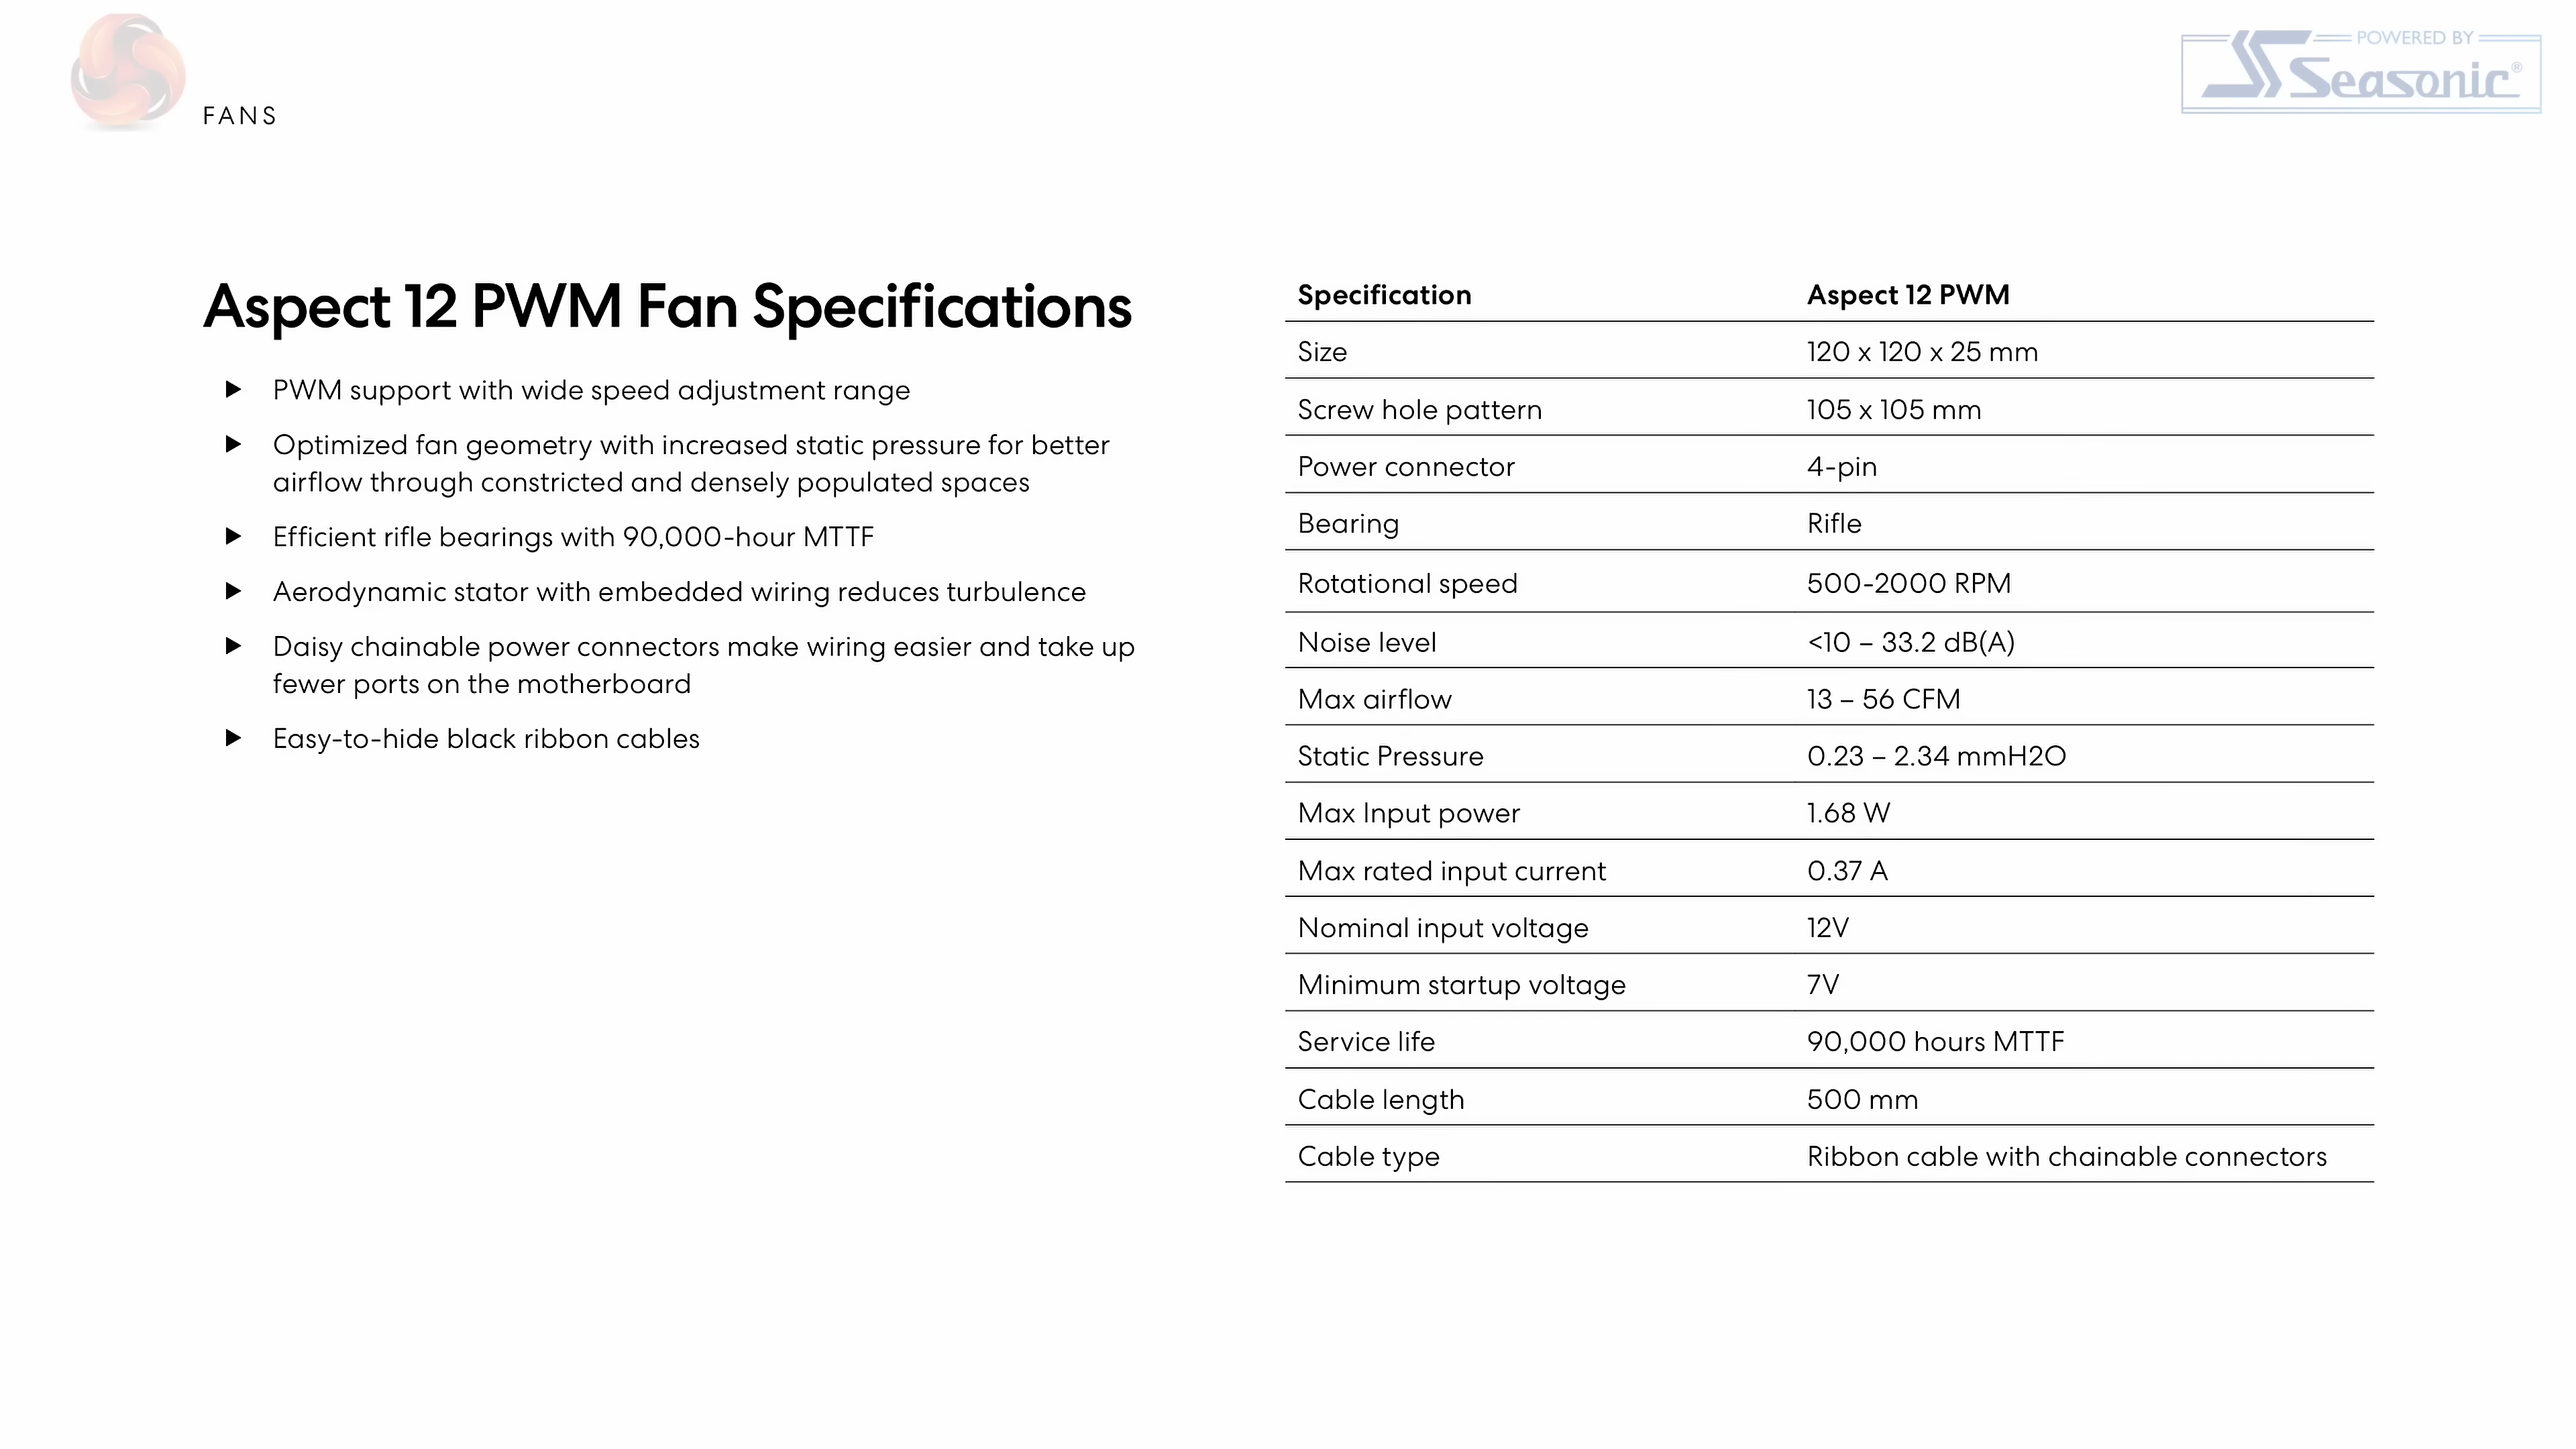 POWERED BY
Seasonic®
FANS
Aspect 12 PWM Fan Specifications
PWM support with wide speed adjustment range
Optimized fan geometry with increased static pressure for better
airflow through constricted and densely populated spaces
Efficient rifle bearings with 90,000-hour MTTF
Aerodynamic stator with embedded wiring reduces turbulence
Daisy chainable power connectors make wiring easier and take up
fewer ports on the motherboard
Easy-to-hide black ribbon cables
Specification Aspect 12 PWM
Size 120 x 120 x 25 mm
Screw hole pattern 105 x 105 mm
Power connector 4-pin
Bearing Rifle
Rotational speed 500-2000 RPM
Noise level <10 – 33.2 dB(A)
Max airflow 13 – 56 CFM
Static Pressure 0.23 – 2.34 mmH2O
Max Input power 1.68 W
Max rated input current 0.37 A
Nominal input voltage 12V
Minimum startup voltage 7V
Service life 90,000 hours MTTF
Cable length 500 mm
Cable type Ribbon cable with chainable connectors